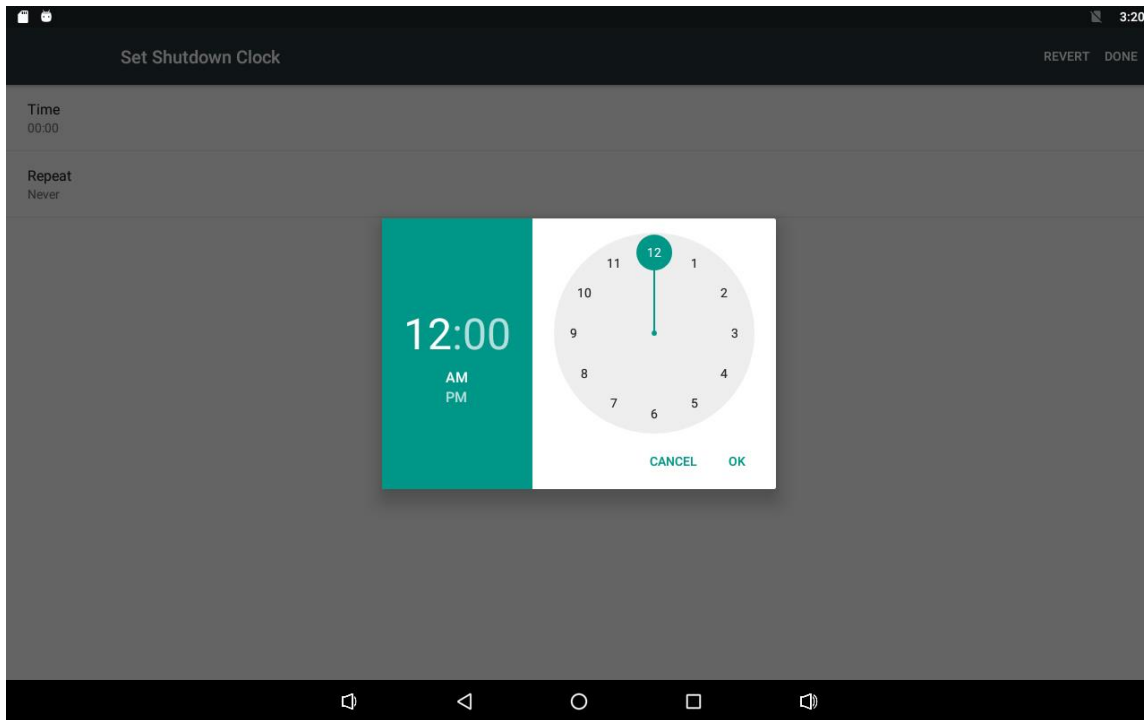 3:20
Set Shutdown Clock
REVERT DONE
Time
00:00
Repeat
Never
12:00
AM
PM
12
1
2
3
4
5
6
7
8
9
10
11
CANCEL OK